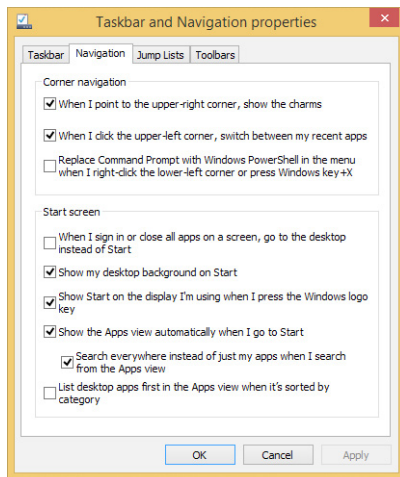 Taskbar and Navigation properties
Taskbar Navigation Jump Lists Toolbars
Corner navigation
When I point to the upper-right corner, show the charms
When I click the upper-left corner, switch between my recent apps
Replace Command Prompt with Windows PowerShell in the menu
when I right-click the lower-left corner or press Windows key+X
Start screen
When I sign in or close all apps on a screen, go to the desktop
instead of Start
Show my desktop background on Start
Show Start on the display I'm using when I press the Windows logo
key
Show the Apps view automatically when I go to Start
Search everywhere instead of just my apps when I search
from the Apps view
List desktop apps first in the Apps view when it's sorted by
category
OK Cancel Apply